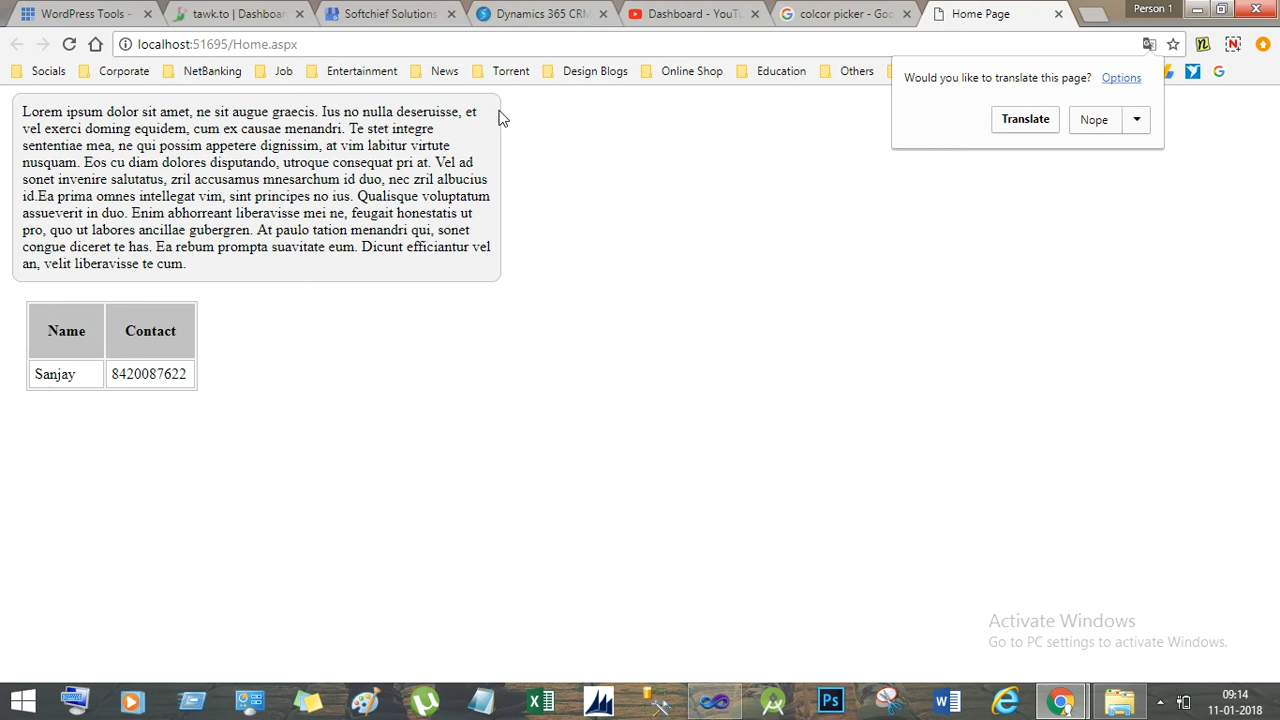 WordPress Tools -
tawk.to | Dashboar
Softchief Solutions
Dynamics 365 CRM
Dashboard - YouTu
colcor picker - Goo
Home Page
Person 1
localhost:51695/Home.aspx
Socials
Corporate
NetBanking
Job
Entertainment
News
Torrent
Design Blogs
Online Shop
Education
Others
Would you like to translate this page? Options
Translate
Nope
Lorem ipsum dolor sit amet, ne sit augue graecis. Ius no nulla deseruisse, et
vel exerci doming equidem, cum ex causae menandri. Te stet integre
sententiae mea, ne qui possim appetere dignissim, at vim labitur virtute
nusquam. Eos cu diam dolores disputando, utroque consequat pri at. Vel ad
sonet invenire salutatus, zril accusamus mnesarchum id duo, nec zril albucius
id.Ea prima omnes intellegat vim, sint principes no ius. Qualisque voluptatum
assueverit in duo. Enim abhorreant liberavisse mei ne, feugait honestatis ut
pro, quo ut labores ancillae gubergren. At paulo tation menandri qui, sonet
congue diceret te has. Ea rebum prompta suavitate eum. Dicunt efficiantur vel
an, velit liberavisse te cum.
Name Contact
Sanjay 8420087622
Activate Windows
Go to PC settings to activate Windows.
09:14
11-01-2018